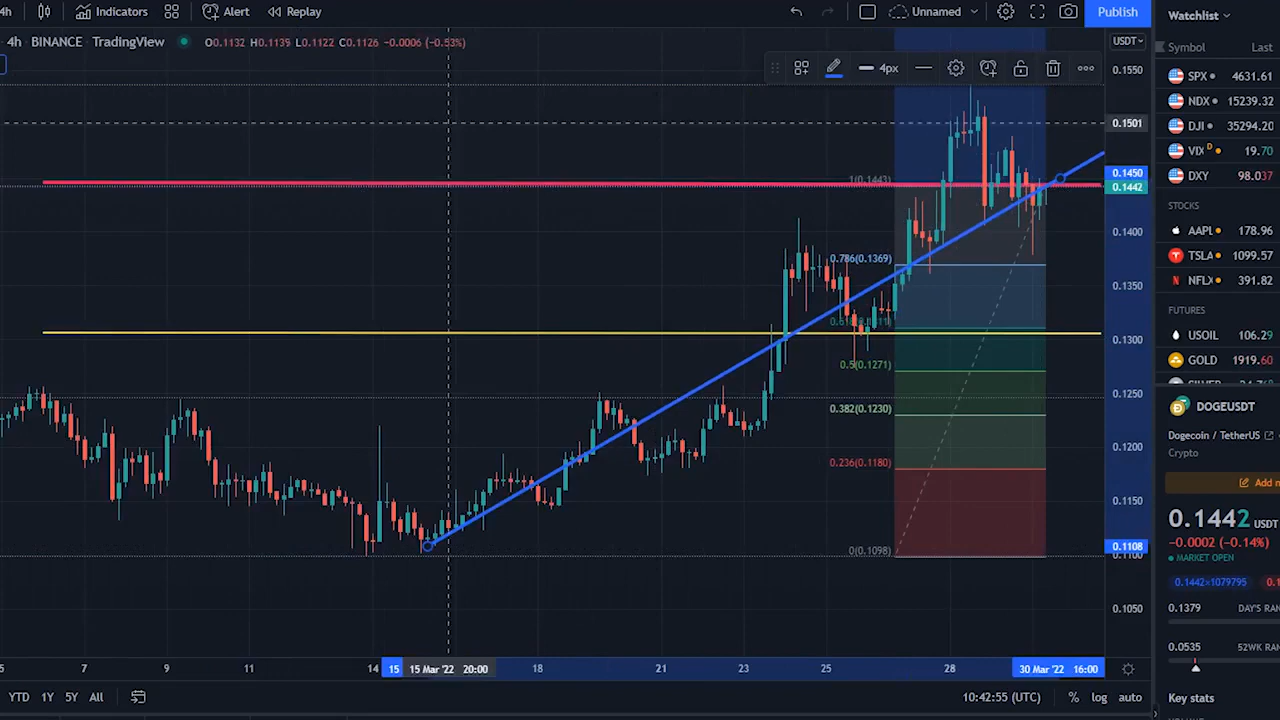 4h Indicators Alert Replay Unnamed Publish
4h BINANCE TradingView O0.1132 H0.1139 L0.1122 C0.1126 -0.0006 (-0.53%)
USDT
4px
0.1550
0.1501
0.1450
0.1442
0.1400
0.1350
0.1300
0.1250
0.1200
0.1150
0.1108
0.1100
0.1050
1(0.1443)
0.786(0.1369)
0.5(0.1271)
0.382(0.1230)
0.236(0.1180)
0(0.1098)
5 7 9 11 14 15 15 Mar '22 20:00 18 21 23 25 28 30 Mar '22 16:00
YTD 1Y 5Y All 10:42:55 (UTC) % log auto
Watchlist
Symbol Last
SPX 4631.61
NDX 15239.32
DJI 35294.20
VIX D 19.70
DXY 98.037
STOCKS
AAPL 178.96
TSLA 1099.57
NFLX 391.82
FUTURES
USOIL 106.29
GOLD 1919.60
DOGEUSDT
Dogecoin / TetherUS
Crypto
Add n
0.1442 USDT
-0.0002 (-0.14%)
MARKET OPEN
0.1442×1079795 0.1
0.1379 DAY'S RAN
0.0535 52WK RAN
Key stats